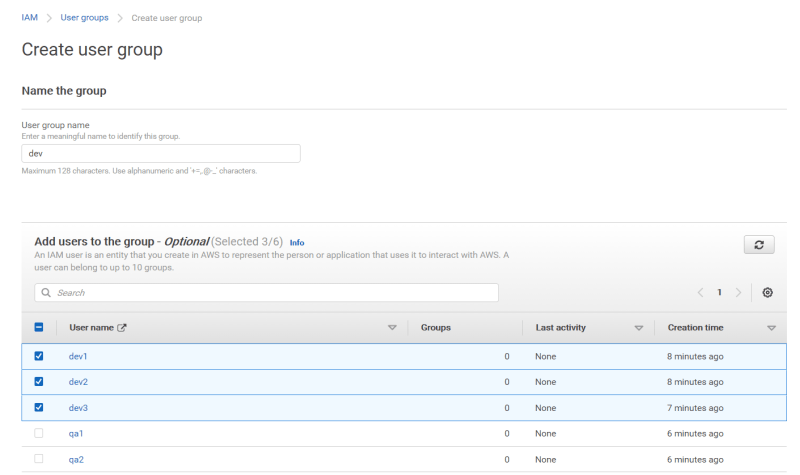 IAM > User groups > Create user group
Create user group
Name the group
User group name
Enter a meaningful name to identify this group.
dev
Maximum 128 characters. Use alphanumeric and '+=,.@-_' characters.
Add users to the group - Optional (Selected 3/6) Info
An IAM user is an entity that you create in AWS to represent the person or application that uses it to interact with AWS. A
user can belong to up to 10 groups.
Search
< 1 >
User name Groups Last activity Creation time
dev1 0 None 8 minutes ago
dev2 0 None 8 minutes ago
dev3 0 None 7 minutes ago
qa1 0 None 6 minutes ago
qa2 0 None 6 minutes ago